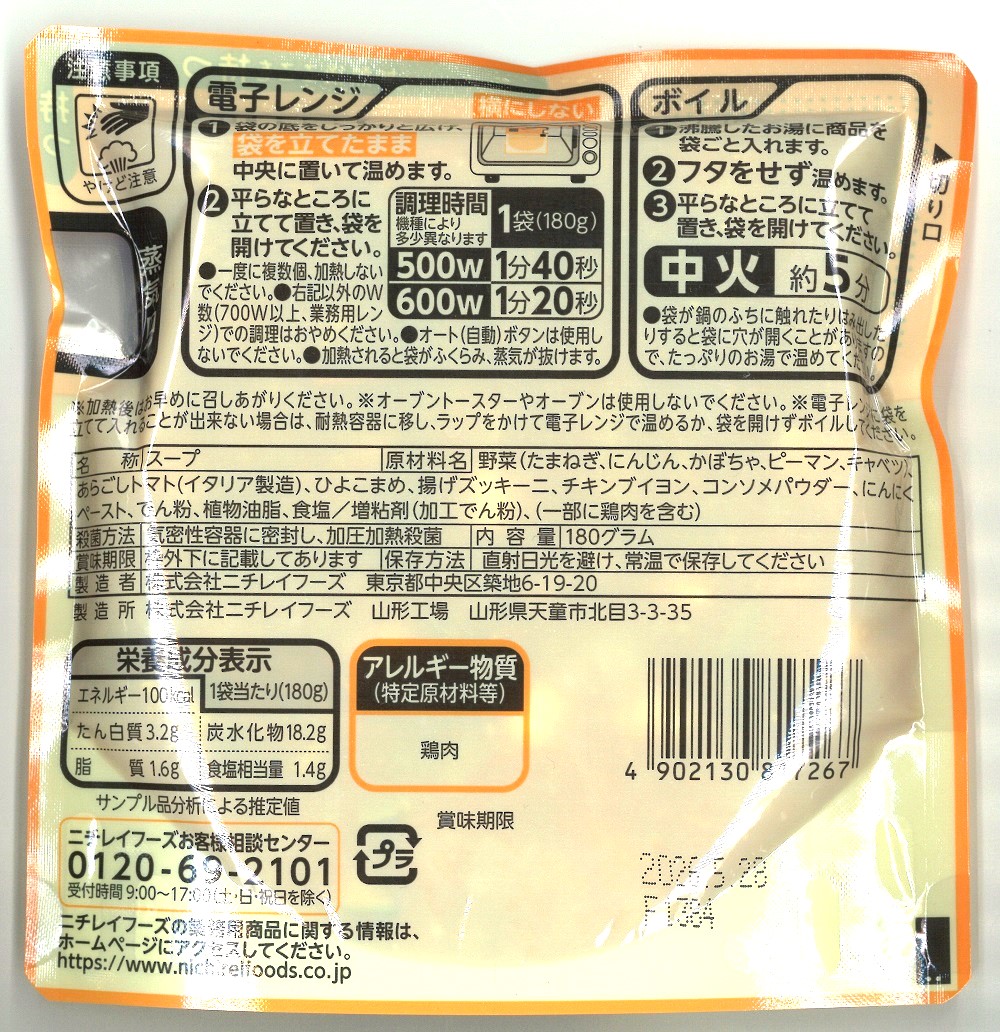 注意事項
やけど注意
電子レンジ
横にしない
❶ 袋の底をしっかりと広げ、
袋を立てたまま
中央に置いて温めます。
❷ 平らなところに
立てて置き、袋を
開けてください。
調理時間
機種により
多少異なります
1袋(180g)
500W 1分40秒
600W 1分20秒
●一度に複数個、加熱しない
でください。●右記以外のW
数(700W以上、業務用レン
ジ)での調理はおやめください。●オート(自動)ボタンは使用し
ないでください。●加熱されると袋がふくらみ、蒸気が抜けます。
ボイル
❶ 沸騰したお湯に商品を
袋ごと入れます。
❷ フタをせず温めます。
❸ 平らなところに立てて
置き、袋を開けてください。
中火 約5分
●袋が鍋のふちに触れたりはみ出した
りすると袋に穴が開くことがありますの
で、たっぷりのお湯で温めてください。
切り口
蒸気
※加熱後はお早めに召しあがりください。※オーブントースターやオーブンは使用しないでください。※電子レンジに袋を
立てて入れることが出来ない場合は、耐熱容器に移し、ラップをかけて電子レンジで温めるか、袋を開けずボイルしてください。
名称 スープ 原材料名 野菜(たまねぎ、にんじん、かぼちゃ、ピーマン、キャベツ)、
あらごしトマト(イタリア製造)、ひよこまめ、揚げズッキーニ、チキンブイヨン、コンソメパウダー、にんにく
ペースト、でん粉、植物油脂、食塩/増粘剤(加工でん粉)、(一部に鶏肉を含む)
殺菌方法 気密性容器に密封し、加圧加熱殺菌 内容量 180グラム
賞味期限 枠外下に記載してあります 保存方法 直射日光を避け、常温で保存してください
製造者 株式会社ニチレイフーズ 東京都中央区築地6-19-20
製造所 株式会社ニチレイフーズ 山形工場 山形県天童市北目3-3-35
栄養成分表示
エネルギー100kcal 1袋当たり(180g)
たん白質3.2g 炭水化物18.2g
脂質1.6g 食塩相当量1.4g
サンプル品分析による推定値
アレルギー物質
(特定原材料等)
鶏肉
4 902130 8 7267
ニチレイフーズお客様相談センター
0120-69-2101
受付時間 9:00~17:00(土・日・祝日を除く)
プラ
賞味期限
2026.5.28
ニチレイフーズの業務用商品に関する情報は、
ホームページにアクセスしてください。
https://www.nichireifoods.co.jp